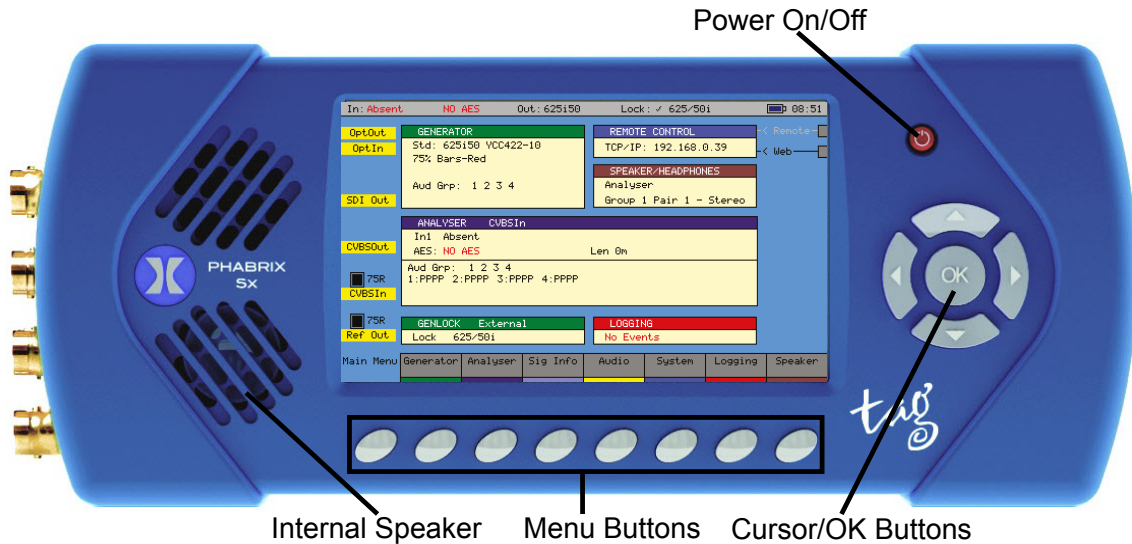 Power On/Off
In: Absent NO AES Out: 625i50 Lock: ✓ 625/50i 08:51
OptOut
OptIn
SDI Out
CVBSOut
75R
CVBSIn
75R
Ref Out
GENERATOR
Std: 625i50 YCC422-10
75% Bars-Red
Aud Grp: 1 2 3 4
REMOTE CONTROL
TCP/IP: 192.168.0.39
< Remote
< Web
SPEAKER/HEADPHONES
Analyser
Group 1 Pair 1 - Stereo
ANALYSER CVBSIn
In1 Absent
AES: NO AES Len 0m
Aud Grp: 1 2 3 4
1:PPPP 2:PPPP 3:PPPP 4:PPPP
GENLOCK External
Lock 625/50i
LOGGING
No Events
Main Menu Generator Analyser Sig Info Audio System Logging Speaker
PHABRIX
Sx
OK
tag
Internal Speaker
Menu Buttons
Cursor/OK Buttons